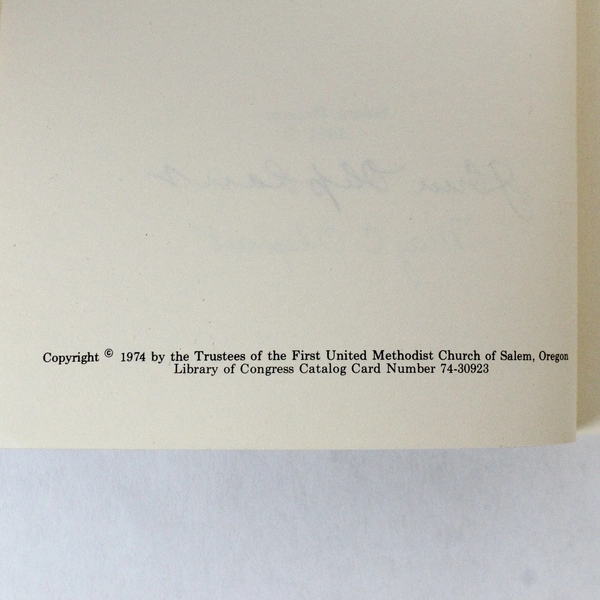 Copyright © 1974 by the Trustees of the First United Methodist Church of Salem, Oregon
Library of Congress Catalog Card Number 74-30923